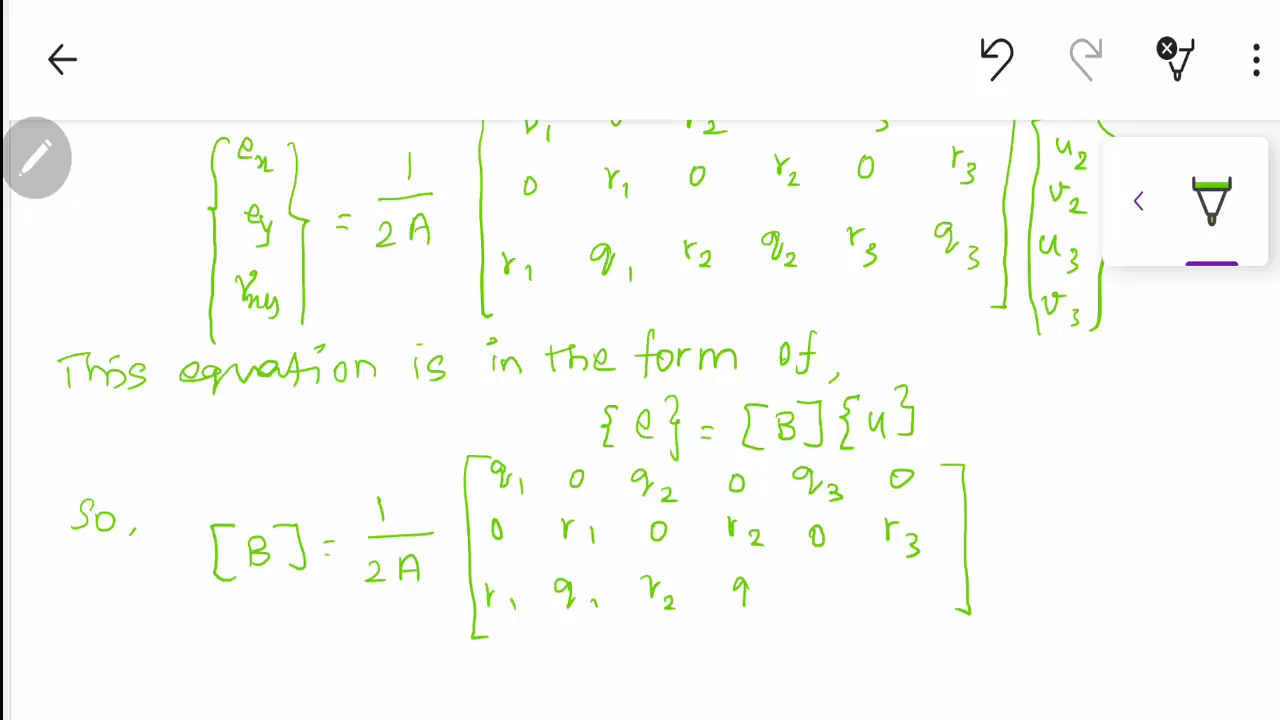 r2
{ex} 0 r1 0 r2 0 r3 u2
{ey} = 1/2A v2
{γxy} r1 q1 r2 q2 r3 q3 u3
v3
This equation is in the form of,
{e} = [B]{u}
q1 0 q2 0 q3 0
So, [B] = 1/2A 0 r1 0 r2 0 r3
r1 q1 r2 q